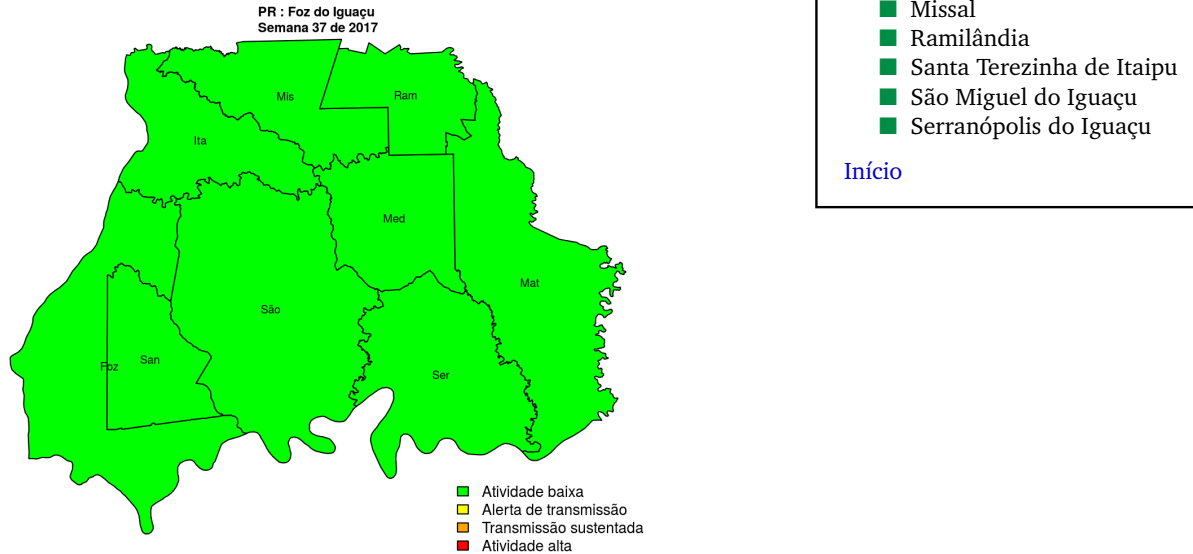 PR : Foz do Iguaçu
Semana 37 de 2017
Mis
Ram
Ita
Med
Mat
São
Foz
San
Ser
Atividade baixa
Alerta de transmissão
Transmissão sustentada
Atividade alta
Missal
Ramilândia
Santa Terezinha de Itaipu
São Miguel do Iguaçu
Serranópolis do Iguaçu
Início